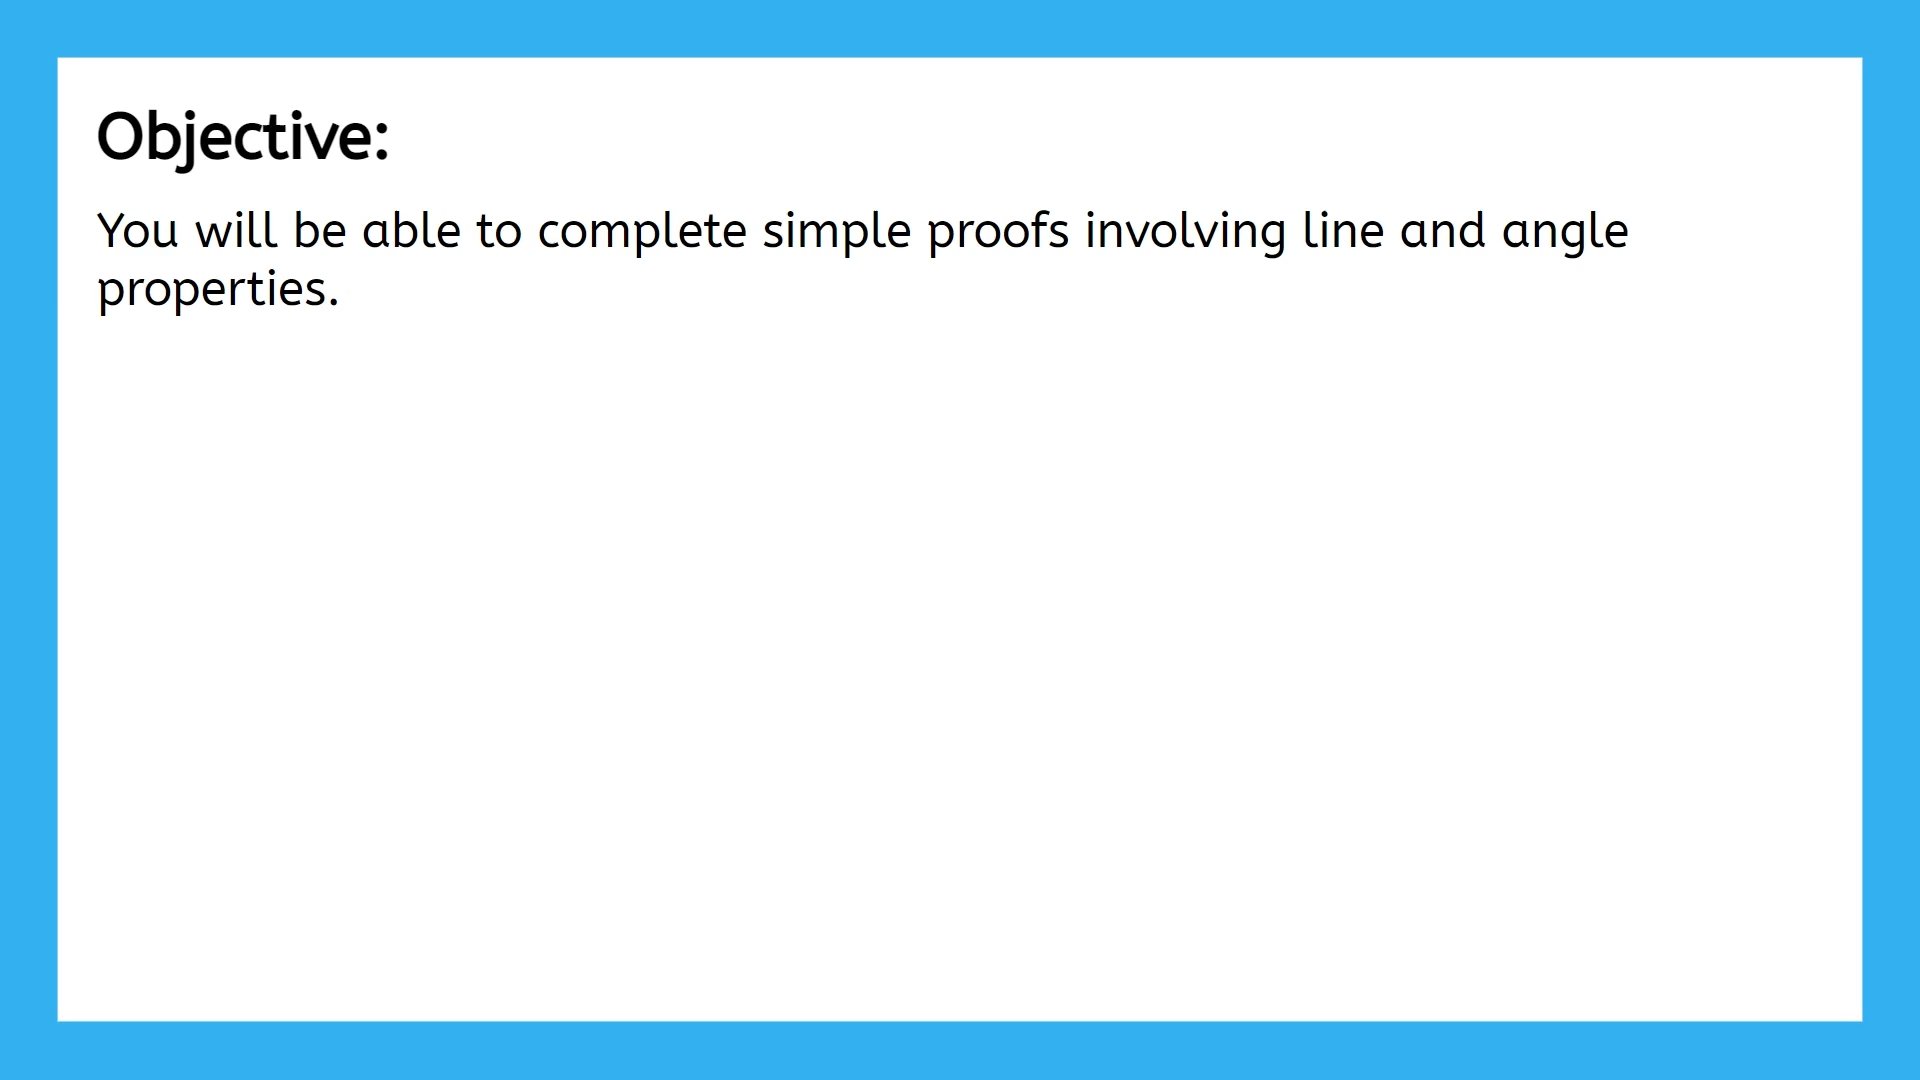 Objective:
You will be able to complete simple proofs involving line and angle
properties.